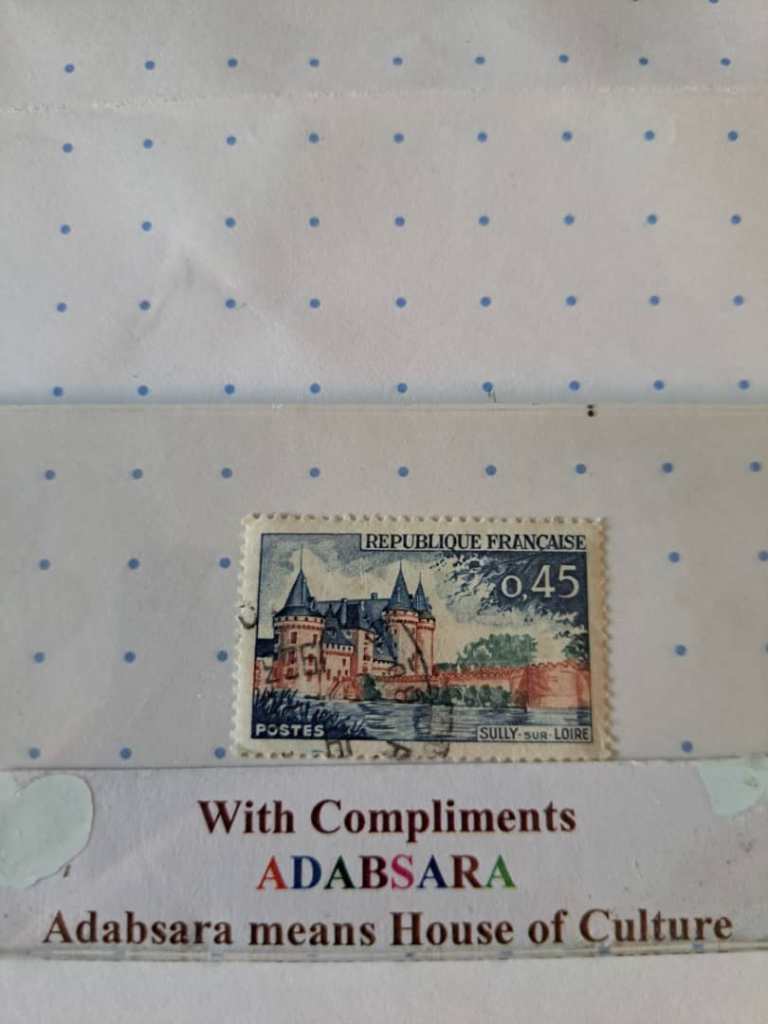 REPUBLIQUE FRANÇAISE
0,45
POSTES
SULLY-SUR-LOIRE
With Compliments
ADABSARA
Adabsara means House of Culture